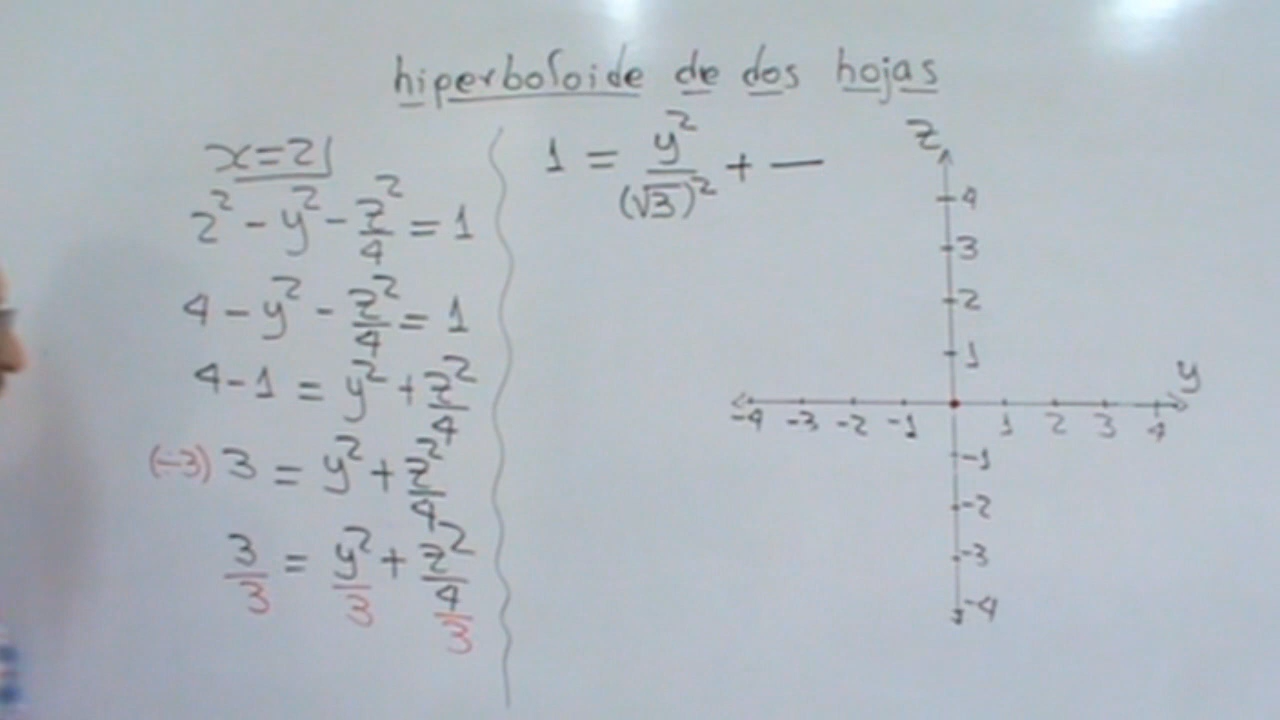 hiperboloide de dos hojas
x=2
2² - y² - z²/4 = 1
4 - y² - z²/4 = 1
4-1 = y² + z²/4
(÷3) 3 = y² + z²/4
3/3 = y²/3 + z²/4/3
1 = y²/(√3)² + —
z
4
3
2
1
y
-4 -3 -2 -1 1 2 3 4
-1
-2
-3
-4